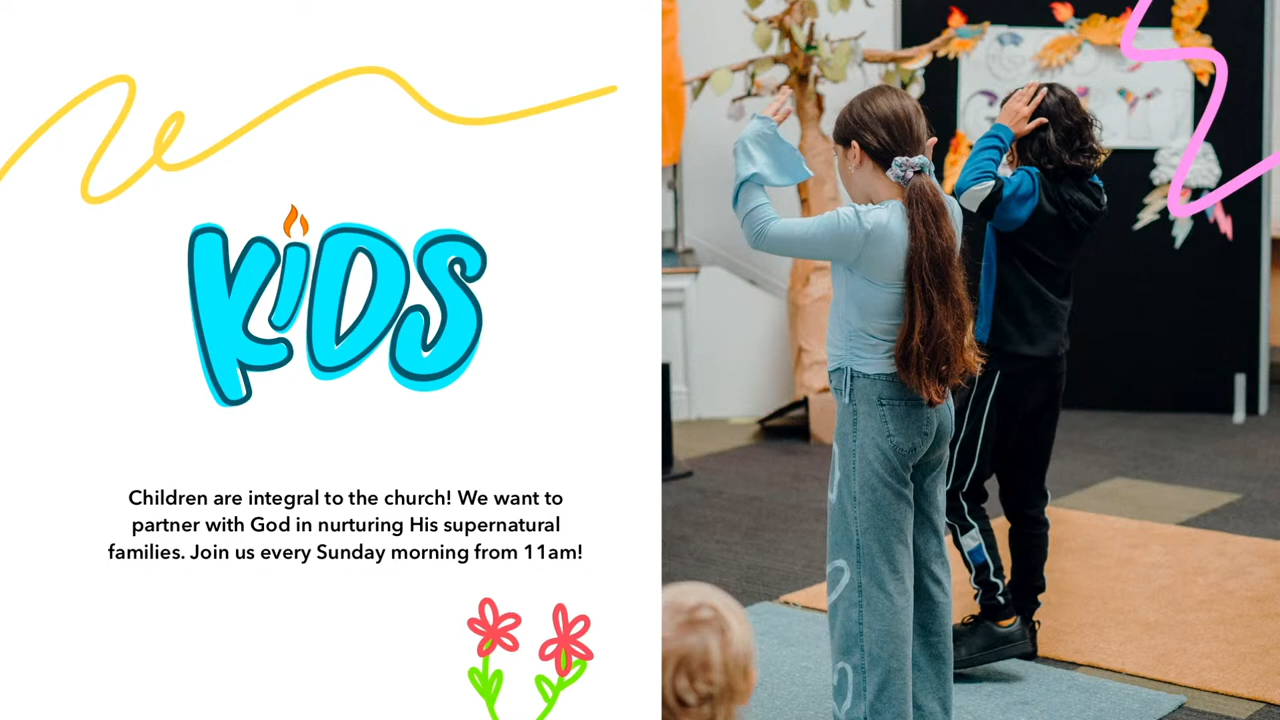 KiDS
Children are integral to the church! We want to
partner with God in nurturing His supernatural
families. Join us every Sunday morning from 11am!